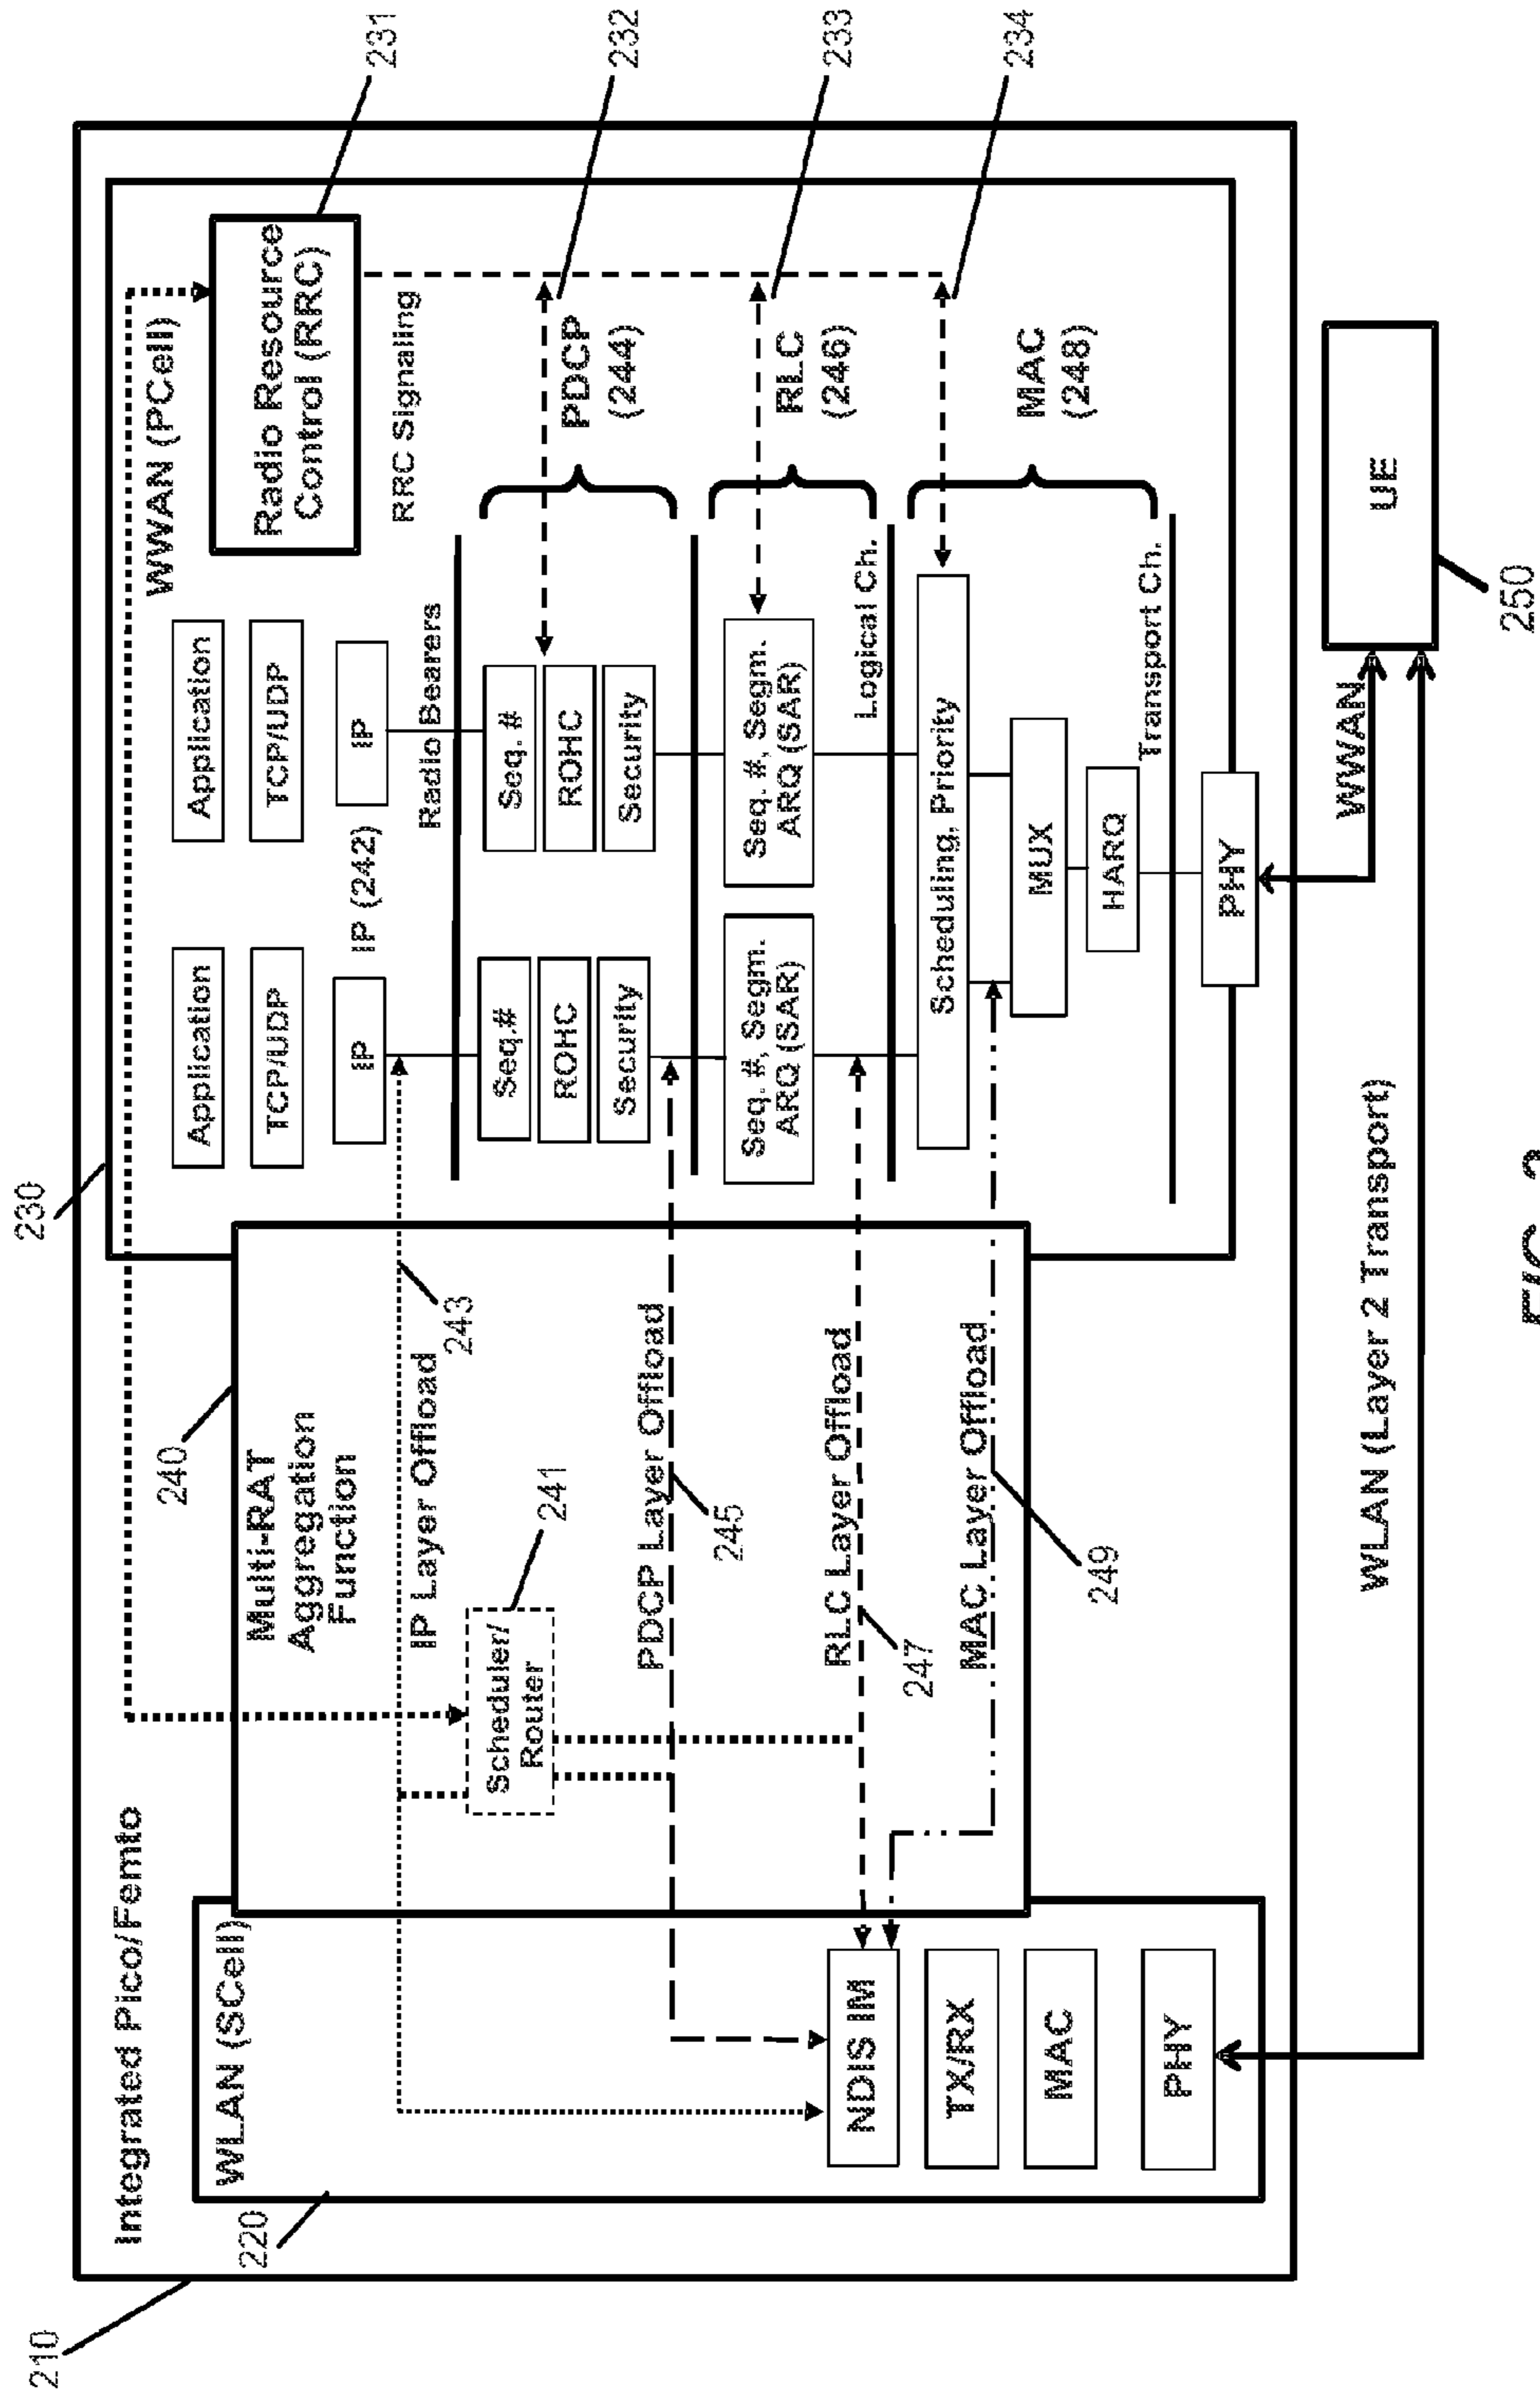 210
Integrated Pico/Femto
220
WLAN (SCell)
NDIS IM
TX/RX
MAC
PHY
240
Multi-RAT
Aggregation
Function
IP Layer Offload
243
Scheduler/
Router
241
PDCP Layer Offload
245
RLC Layer Offload
247
MAC Layer Offload
249
230
WWAN (PCell)
Radio Resource
Control (RRC)
231
RRC Signaling
Application
Application
TCP/UDP
TCP/UDP
IP
IP (242)
IP
Radio Bearers
Seq.#
ROHC
Security
Seq. #
ROHC
Security
PDCP
(244)
232
Seq. #, Segm.
ARQ (SAR)
Seq. #, Segm.
ARQ (SAR)
RLC
(246)
233
Logical Ch.
Scheduling, Priority
MUX
HARQ
MAC
(248)
234
Transport Ch.
PHY
WWAN
WLAN (Layer 2 Transport)
UE
250